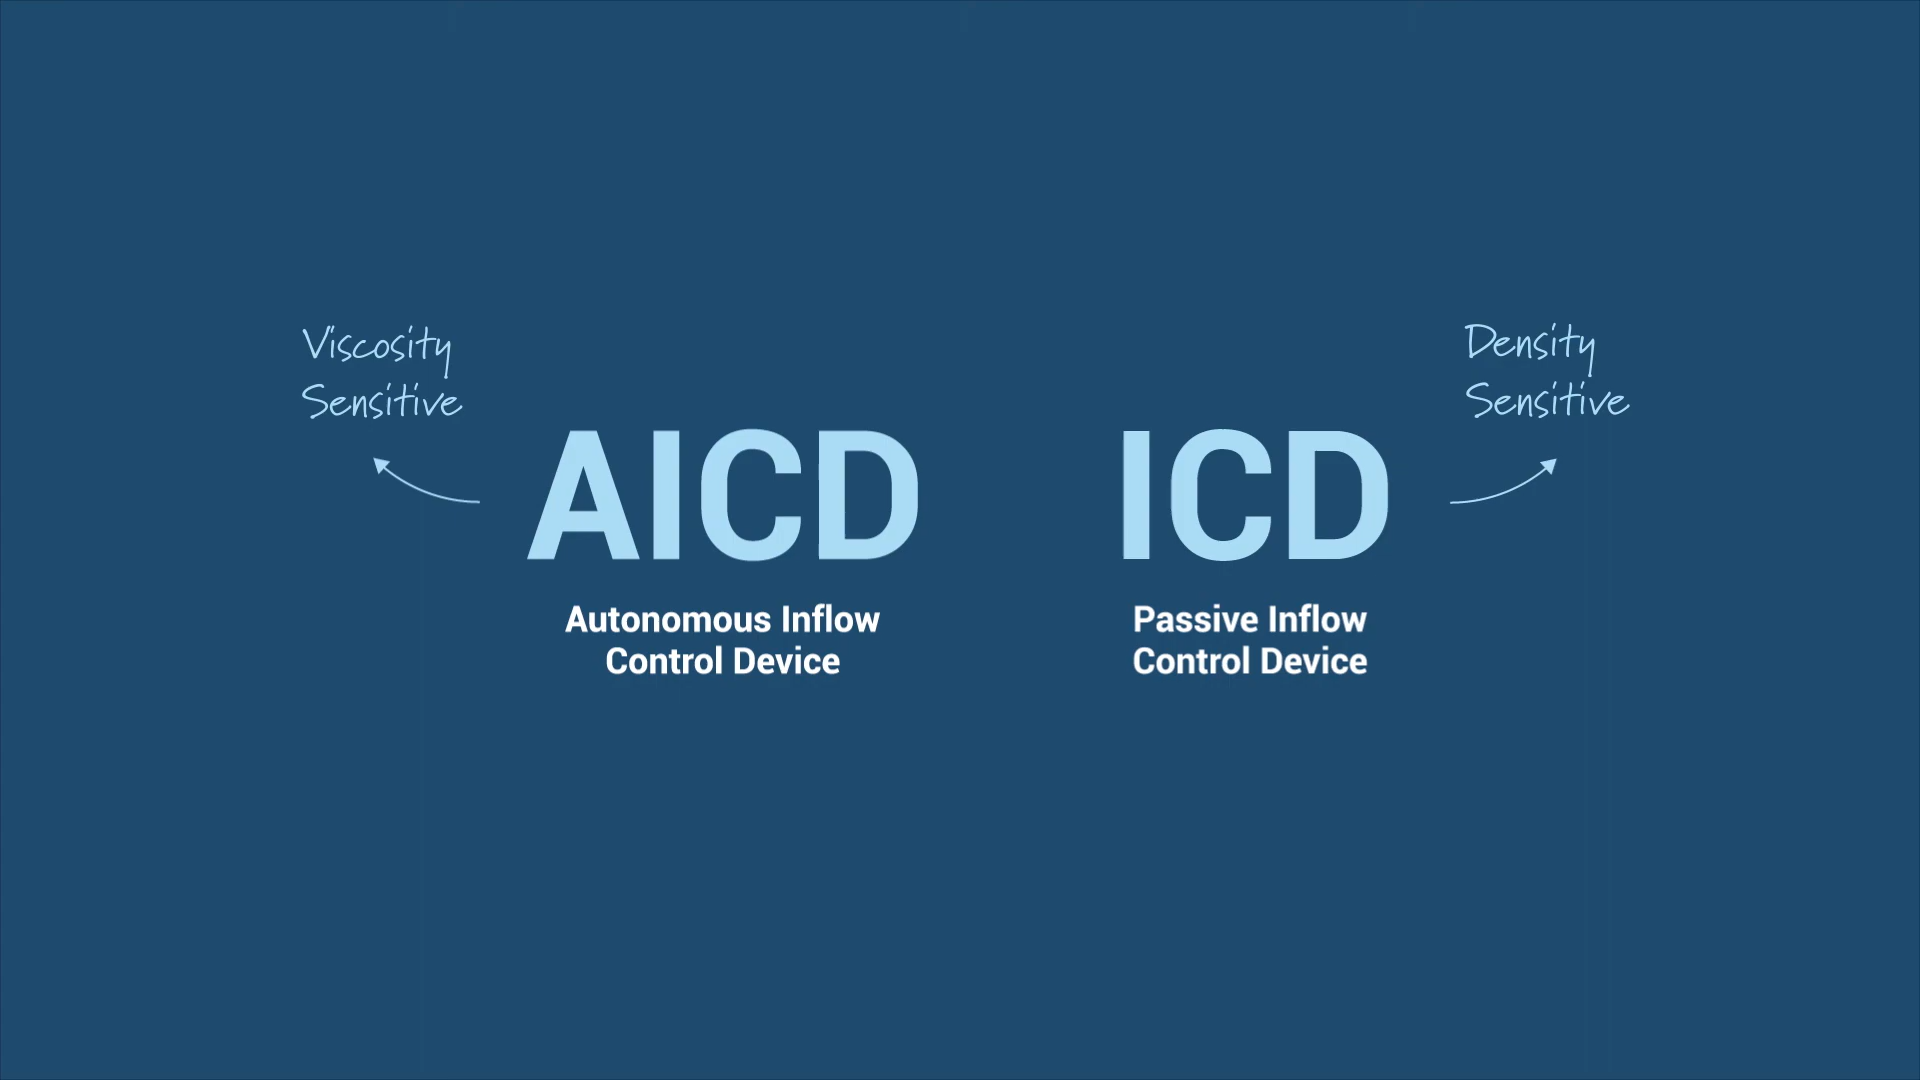 Viscosity
Sensitive
AICD
Autonomous Inflow
Control Device
Density
Sensitive
ICD
Passive Inflow
Control Device